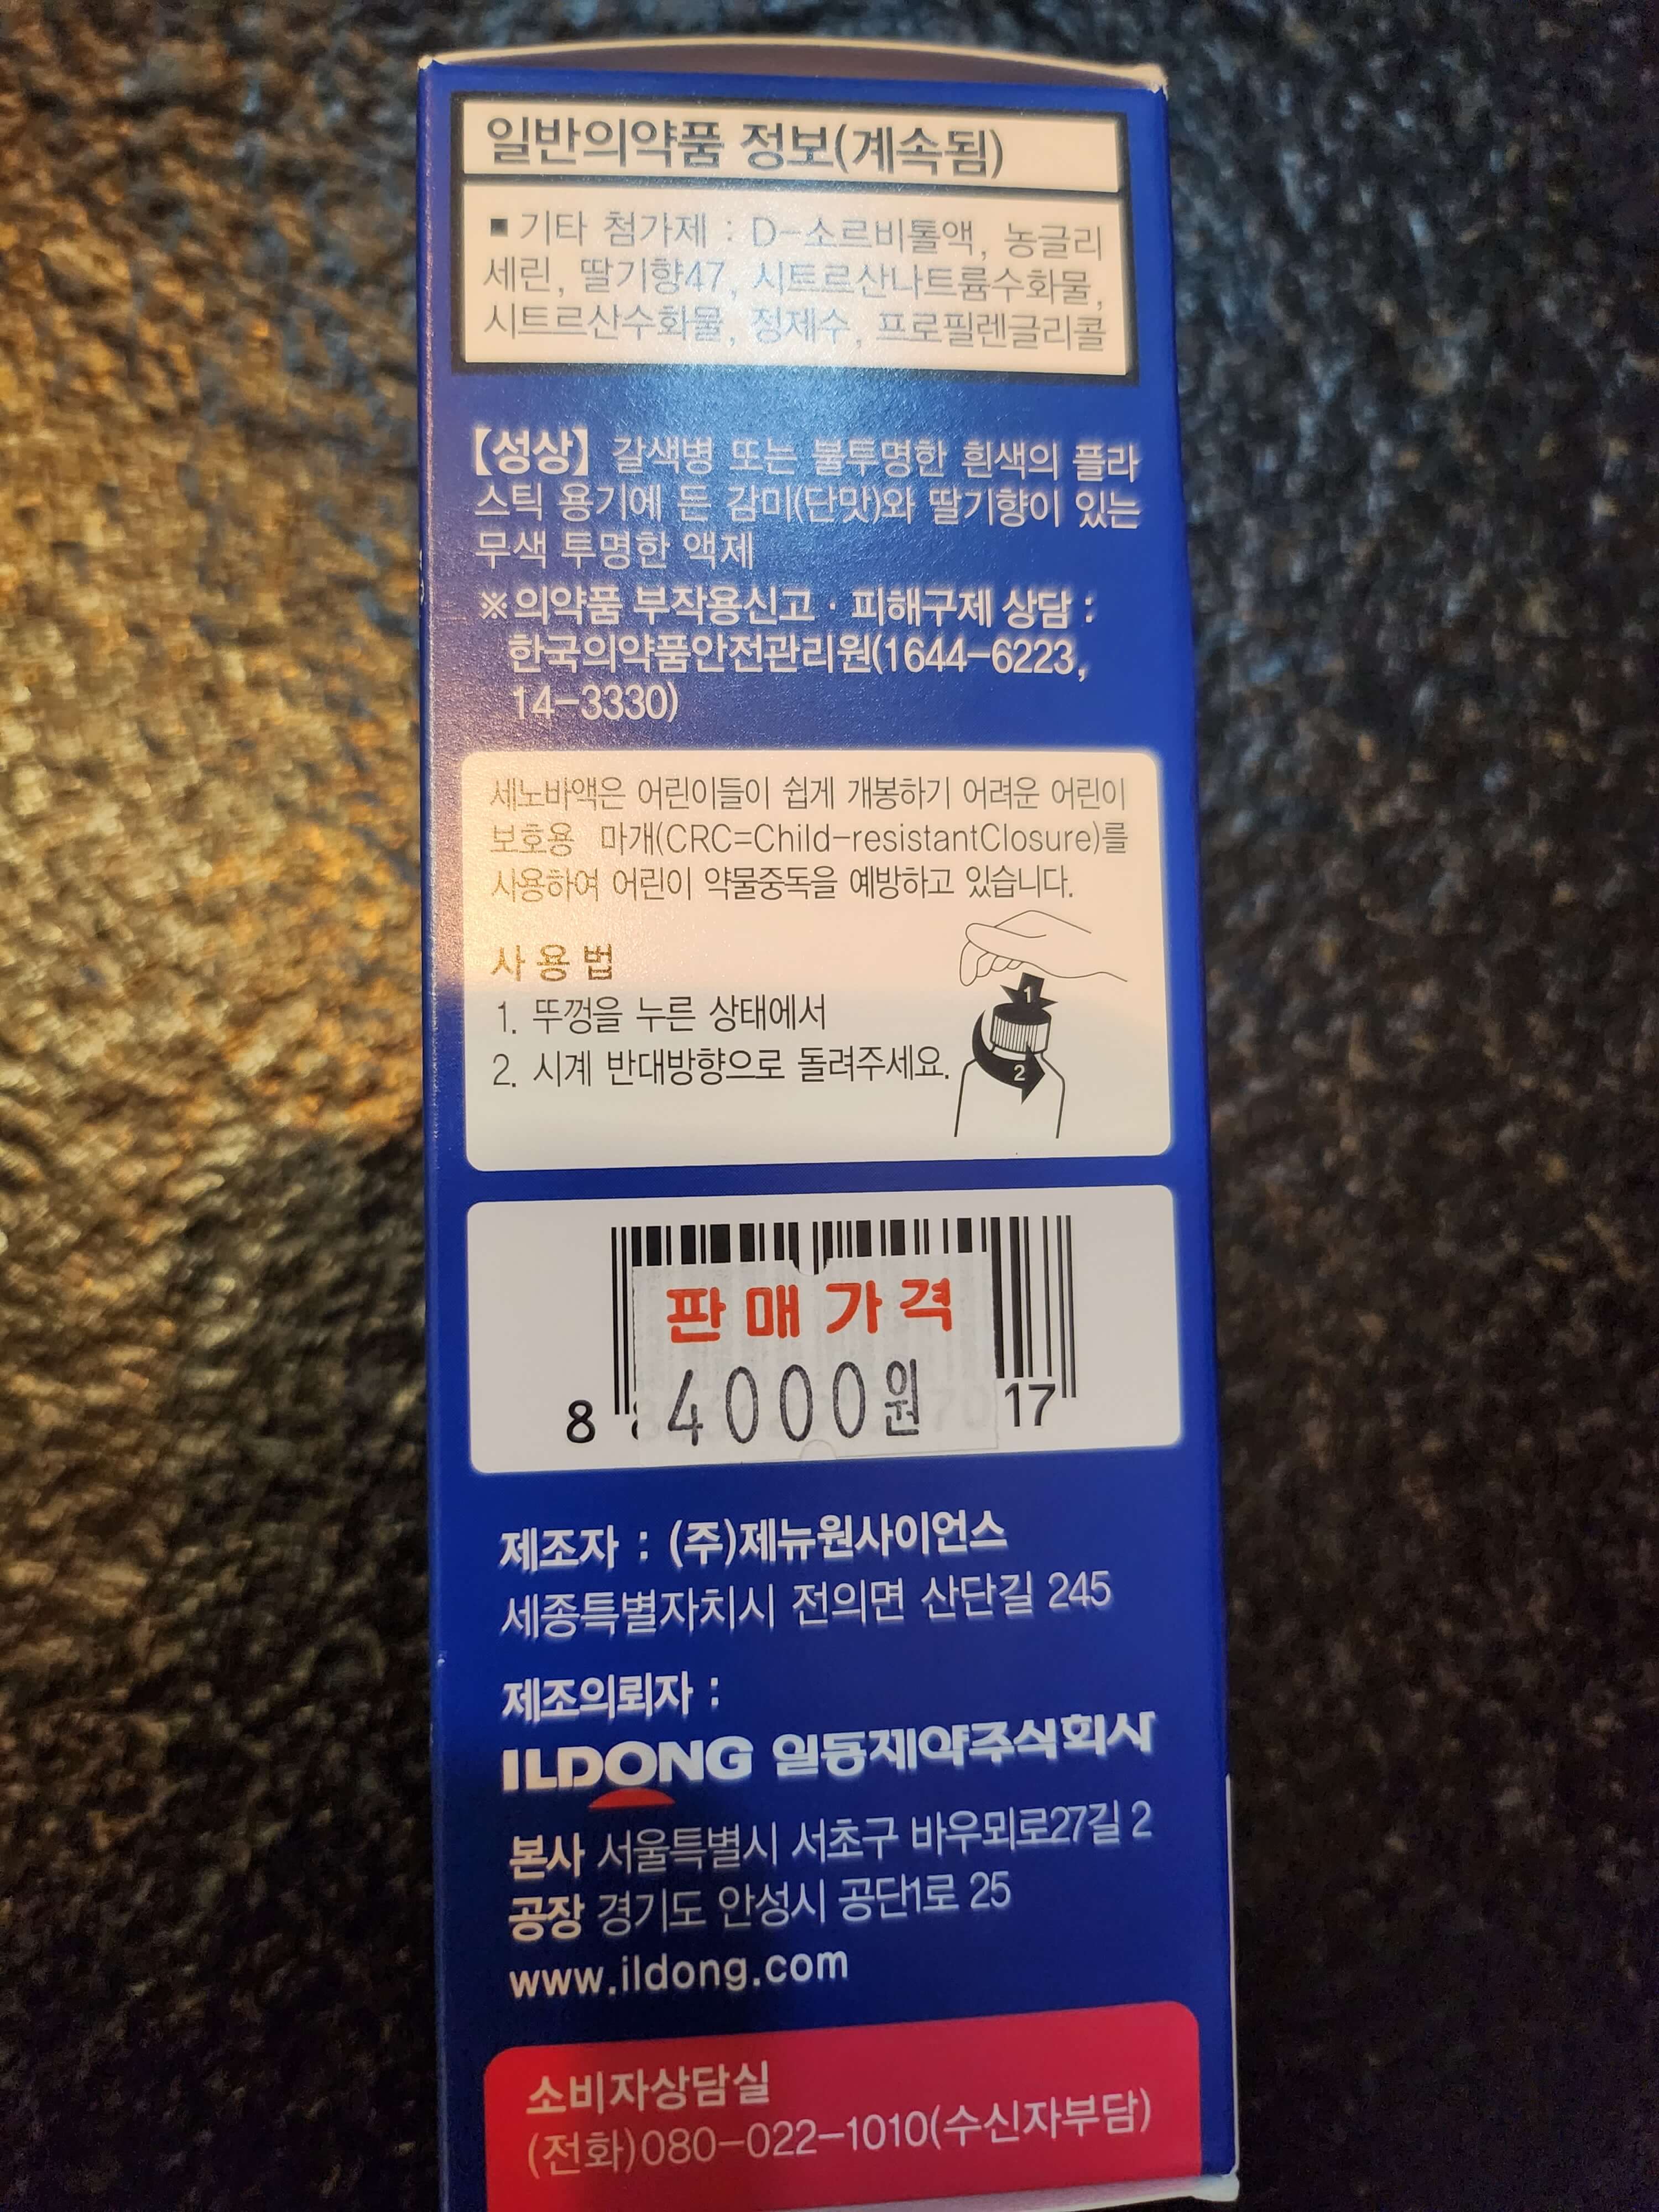 일반의약품 정보(계속됨)
■ 기타 첨가제 : D-소르비톨액, 농글리
세린, 딸기향47, 시트르산나트륨수화물,
시트르산수화물, 정제수, 프로필렌글리콜
【성상】 갈색병 또는 불투명한 흰색의 플라
스틱 용기에 든 감미(단맛)와 딸기향이 있는
무색 투명한 액제
※의약품 부작용신고 · 피해구제 상담 :
한국의약품안전관리원(1644-6223,
14-3330)
세노바액은 어린이들이 쉽게 개봉하기 어려운 어린이
보호용 마개(CRC=Child-resistantClosure)를
사용하여 어린이 약물중독을 예방하고 있습니다.
사용법
1. 뚜껑을 누른 상태에서
2. 시계 반대방향으로 돌려주세요.
1
2
판매가격
4000원
8 17
제조자 : (주)제뉴원사이언스
세종특별자치시 전의면 산단길 245
제조의뢰자 :
ILDONG 일동제약주식회사
본사 서울특별시 서초구 바우뫼로27길 2
공장 경기도 안성시 공단1로 25
www.ildong.com
소비자상담실
(전화)080-022-1010(수신자부담)